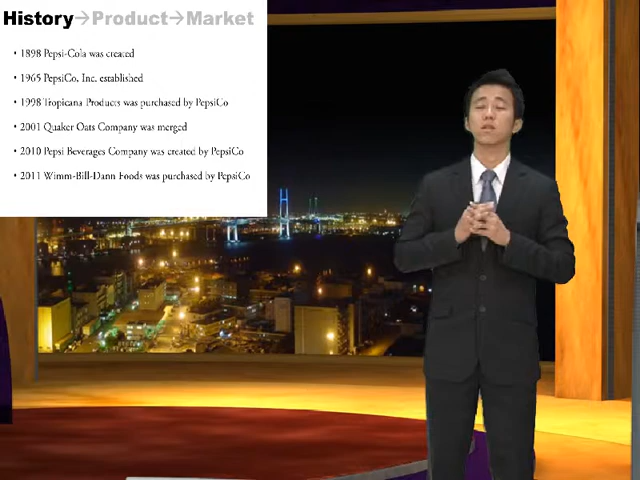 History→Product→Market
• 1898 Pepsi-Cola was created
• 1965 PepsiCo, Inc. established
• 1998 Tropicana Products was purchased by PepsiCo
• 2001 Quaker Oats Company was merged
• 2010 Pepsi Beverages Company was created by PepsiCo
• 2011 Wimm-Bill-Dann Foods was purchased by PepsiCo